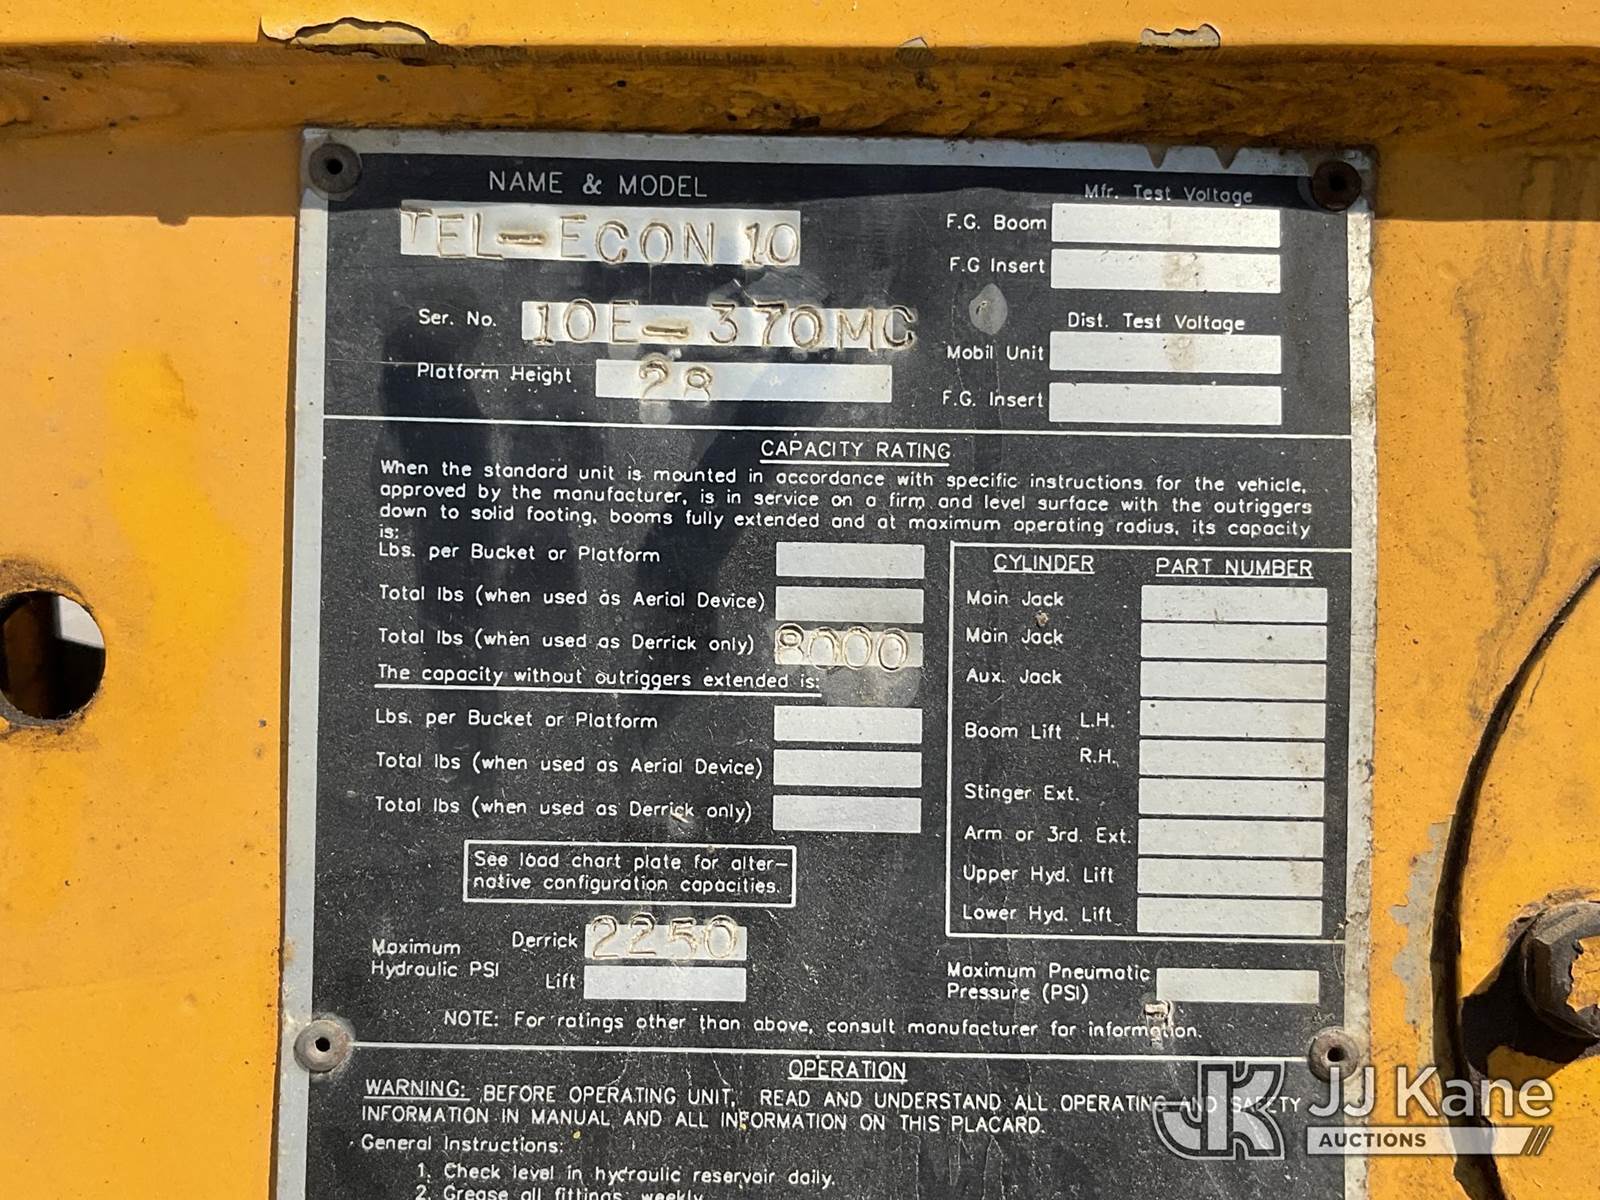 NAME & MODEL
TEL-ECON 10
Ser. No. 10E-370MC
Platform Height 28
Mfr. Test Voltage
F.G. Boom
F.G Insert
Dist. Test Voltage
Mobil Unit
F.G. Insert
CAPACITY RATING
When the standard unit is mounted in accordance with specific instructions for the vehicle,
approved by the manufacturer, is in service on a firm and level surface with the outriggers
down to solid footing, booms fully extended and at maximum operating radius, its capacity
is:
Lbs. per Bucket or Platform
Total lbs (when used as Aerial Device)
Total lbs (when used as Derrick only) 8000
The capacity without outriggers extended is:
Lbs. per Bucket or Platform
Total lbs (when used as Aerial Device)
Total lbs (when used as Derrick only)
See load chart plate for alter-
native configuration capacities.
Maximum
Hydraulic PSI
Derrick 2250
Lift
CYLINDER PART NUMBER
Main Jack
Main Jack
Aux. Jack
Boom Lift L.H.
R.H.
Stinger Ext.
Arm or 3rd. Ext.
Upper Hyd. Lift
Lower Hyd. Lift
Maximum Pneumatic
Pressure (PSI)
NOTE: For ratings other than above, consult manufacturer for information.
OPERATION
WARNING: BEFORE OPERATING UNIT, READ AND UNDERSTAND ALL OPERATING AND SAFETY
INFORMATION IN MANUAL AND ALL INFORMATION ON THIS PLACARD.
General Instructions:
1. Check level in hydraulic reservoir daily.
2. Grease all fittings weekly.
JK JJ Kane
AUCTIONS